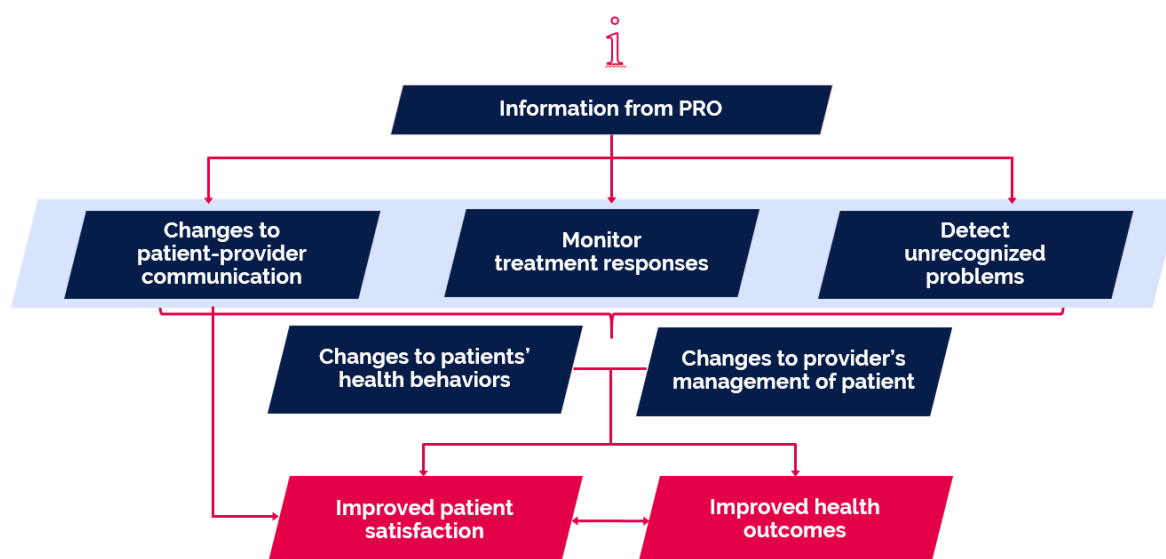 i
Information from PRO
Changes to
patient-provider
communication
Monitor
treatment responses
Detect
unrecognized
problems
Changes to patients’
health behaviors
Changes to provider’s
management of patient
Improved patient
satisfaction
Improved health
outcomes